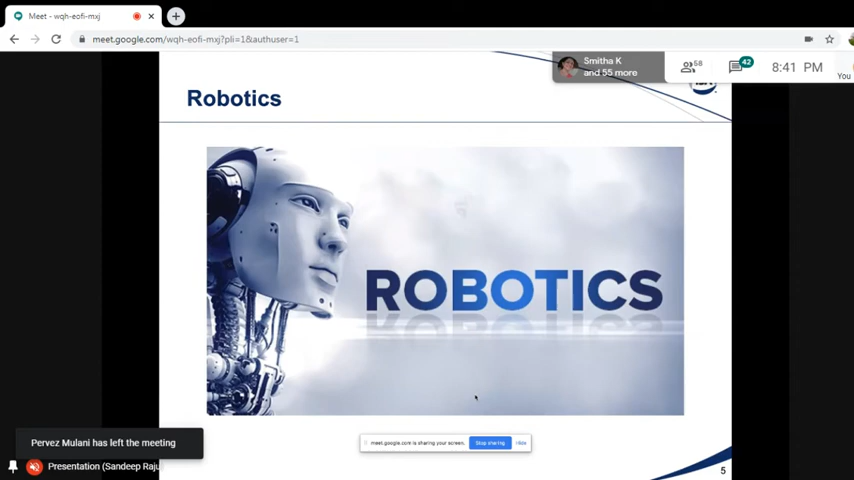 Meet - wqh-eofi-mxj
meet.google.com/wqh-eofi-mxj?pli=1&authuser=1
Smitha K
and 55 more
58
42
8:41 PM
You
Robotics
ROBOTICS
Pervez Mulani has left the meeting
meet.google.com is sharing your screen.
Stop sharing
Hide
Presentation (Sandeep Raju
5